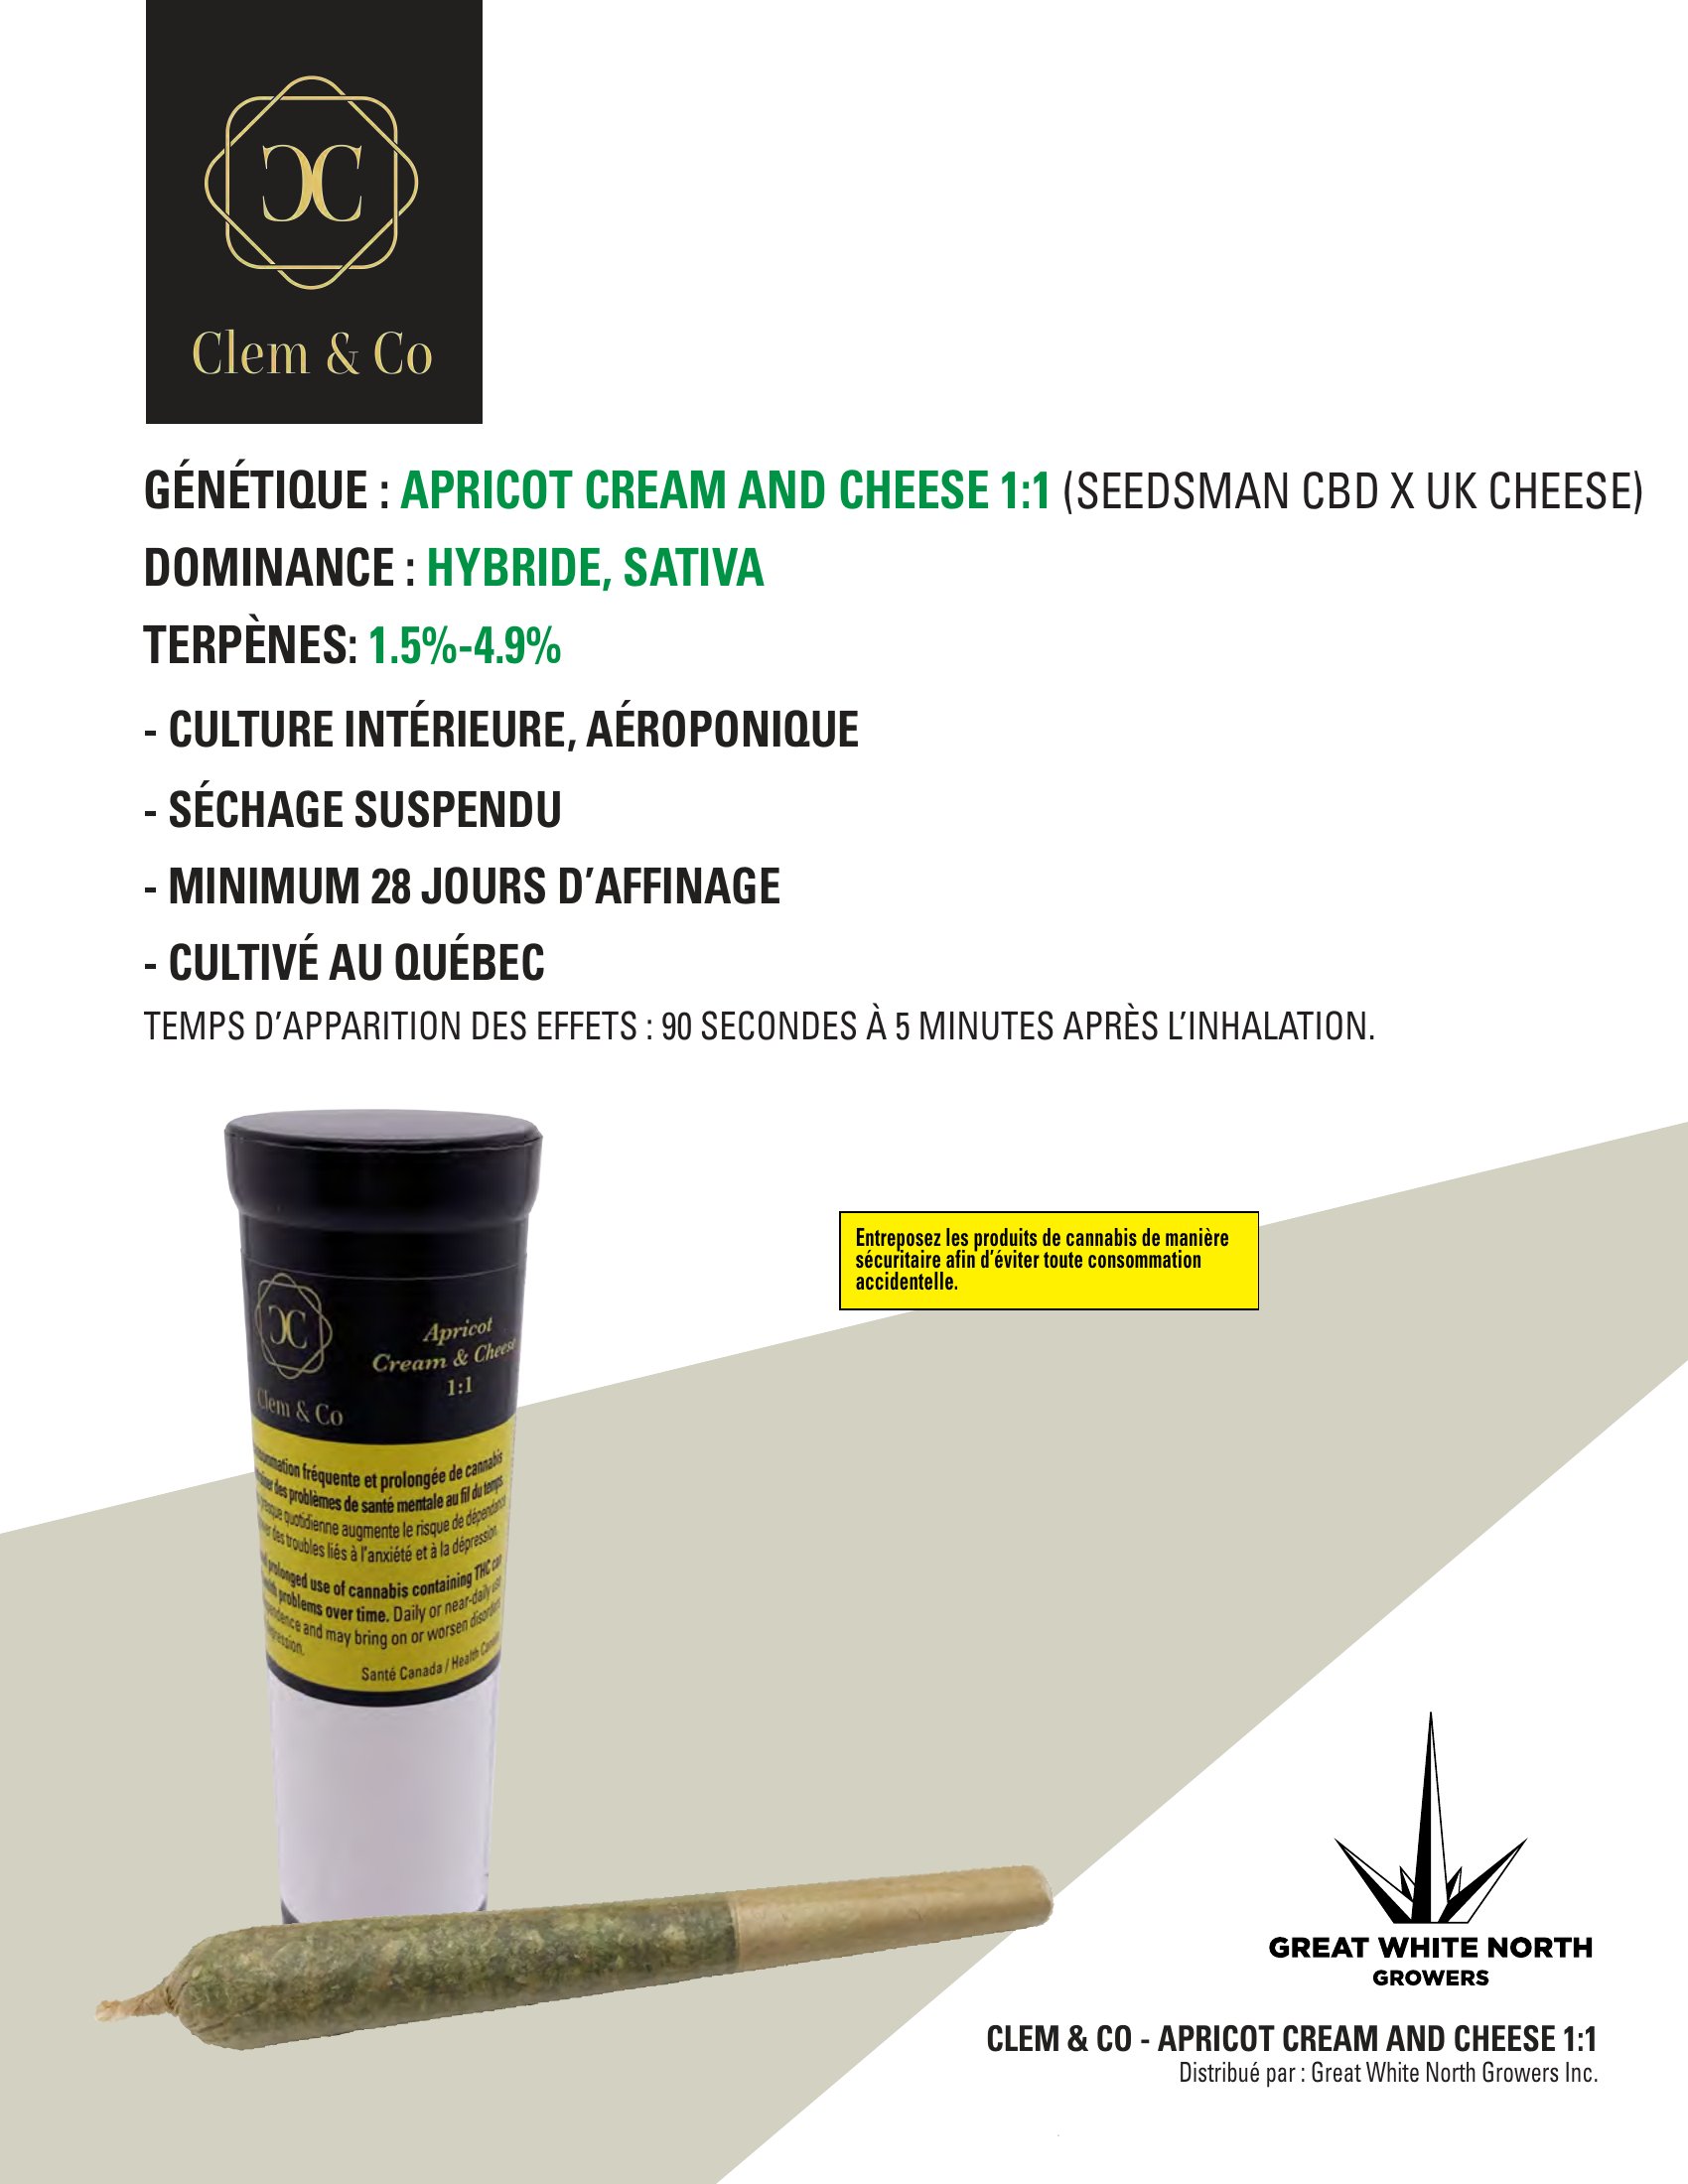 Clem & Co
GÉNÉTIQUE : APRICOT CREAM AND CHEESE 1:1 (SEEDSMAN CBD X UK CHEESE)
DOMINANCE : HYBRIDE, SATIVA
TERPÈNES: 1.5%-4.9%
- CULTURE INTÉRIEURE, AÉROPONIQUE
- SÉCHAGE SUSPENDU
- MINIMUM 28 JOURS D’AFFINAGE
- CULTIVÉ AU QUÉBEC
TEMPS D’APPARITION DES EFFETS : 90 SECONDES À 5 MINUTES APRÈS L’INHALATION.
Entreposez les produits de cannabis de manière
sécuritaire afin d’éviter toute consommation
accidentelle.
Apricot
Cream & Cheese
1:1
Clem & Co
fréquente et prolongée de cannabis
des problèmes de santé mentale au fil du temps
quotidienne augmente le risque de
des troubles liés à l’anxiété et à la dépression.
prolonged use of cannabis containing THC can
problems over time. Daily or near-daily use
and may bring on or worsen
Santé Canada / Health
GREAT WHITE NORTH
GROWERS
CLEM & CO - APRICOT CREAM AND CHEESE 1:1
Distribué par : Great White North Growers Inc.